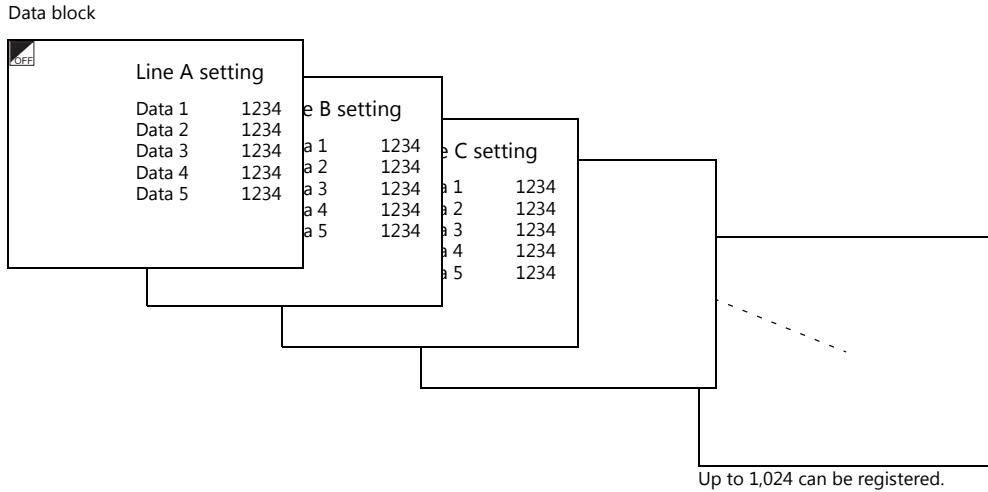 Data block
OFF
Line A setting
Data 1 1234
Data 2 1234
Data 3 1234
Data 4 1234
Data 5 1234
e B setting
a 1 1234
a 2 1234
a 3 1234
a 4 1234
a 5 1234
e C setting
a 1 1234
a 2 1234
a 3 1234
a 4 1234
a 5 1234
Up to 1,024 can be registered.